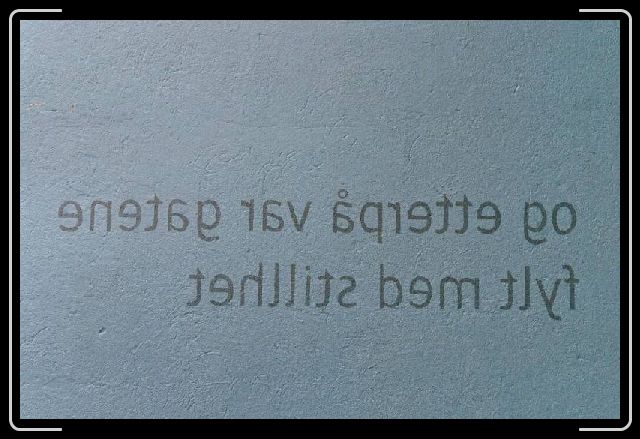 og etterpå var gatene
fylt med stillhet